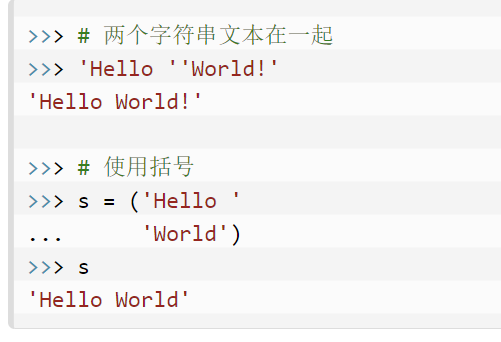 >>> # 两个字符串文本在一起
>>> 'Hello ''World!'
'Hello World!'
>>> # 使用括号
>>> s = ('Hello '
...      'World')
>>> s
'Hello World'